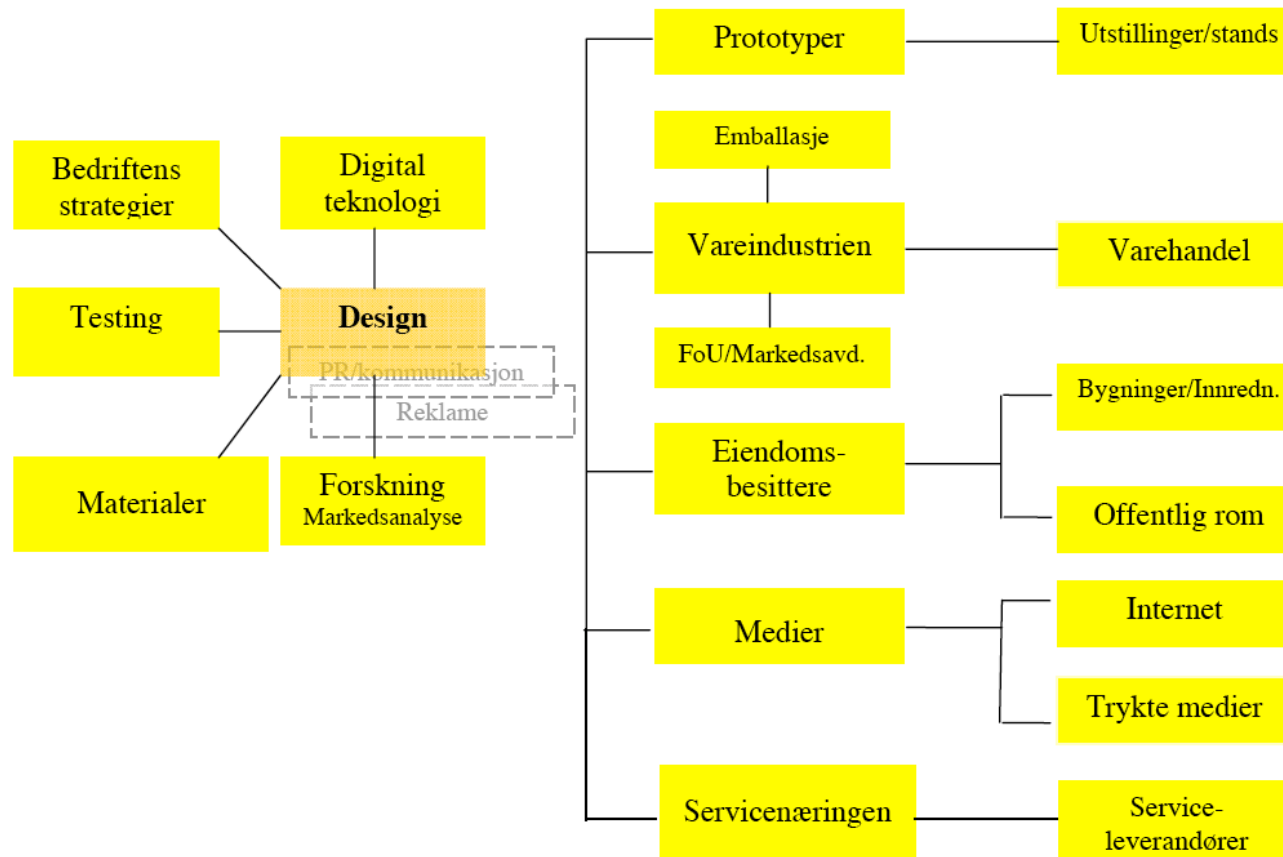 Bedriftens
strategier
Digital
teknologi
Testing
Design
PR/kommunikasjon
Reklame
Materialer
Forskning
Markedsanalyse
Prototyper
Utstillinger/stands
Emballasje
Vareindustrien
Varehandel
FoU/Markedsavd.
Eiendoms-
besittere
Bygninger/Innredn.
Offentlig rom
Medier
Internet
Trykte medier
Servicenæringen
Service-
leverandører